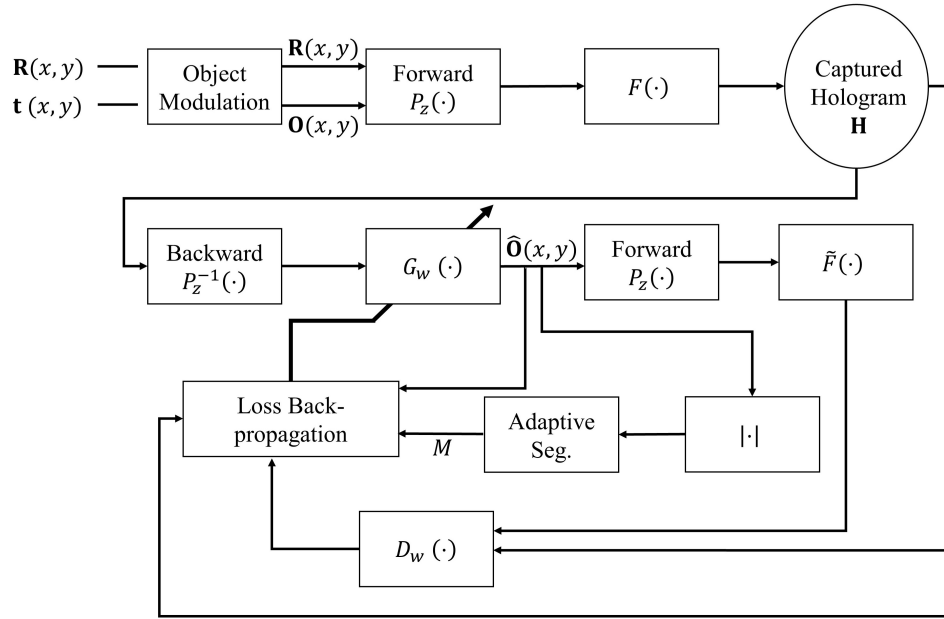 𝐑(𝑥, 𝑦)
𝐭 (𝑥, 𝑦)
Object
Modulation
𝐑(𝑥, 𝑦)
𝐎(𝑥, 𝑦)
Forward
𝑃_𝑧(·)
𝐹(·)
Captured
Hologram
𝐇
Backward
𝑃_𝑧^{−1}(·)
𝐺_𝑤 (·)
𝐎̂(𝑥, 𝑦)
Forward
𝑃_𝑧(·)
𝐹̃(·)
Loss Back-
propagation
𝑀
Adaptive
Seg.
|·|
𝐷_𝑤 (·)